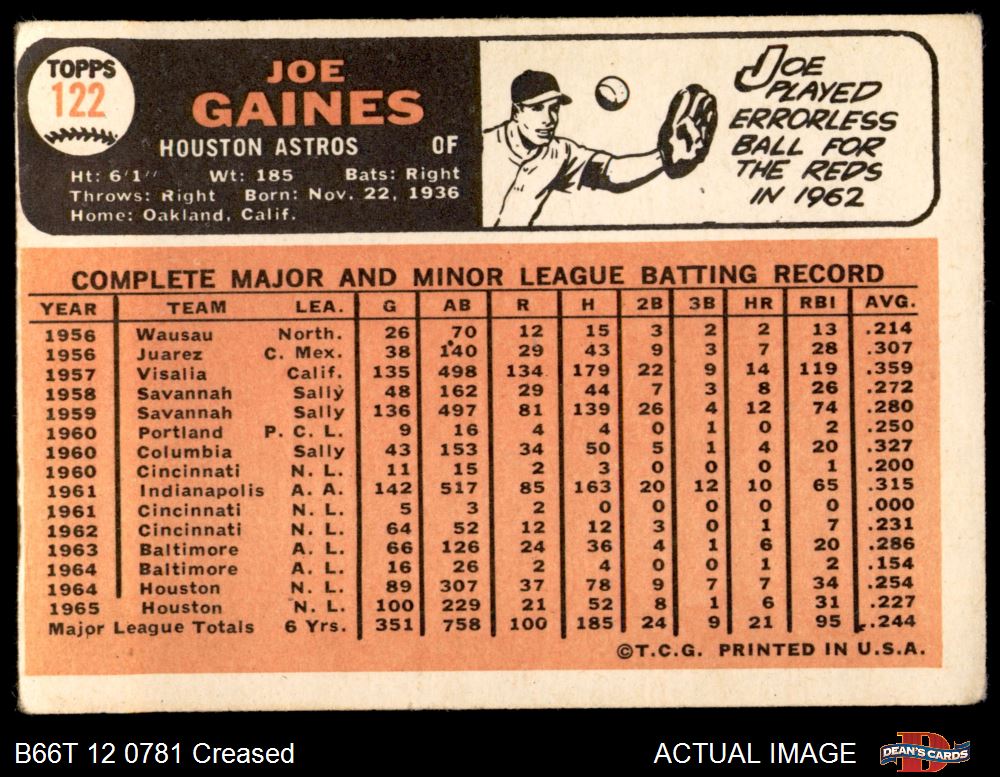 TOPPS
122
JOE
GAINES
HOUSTON ASTROS OF
Ht: 6'1" Wt: 185 Bats: Right
Throws: Right Born: Nov. 22, 1936
Home: Oakland, Calif.
JOE
PLAYED
ERRORLESS
BALL FOR
THE REDS
IN 1962
COMPLETE MAJOR AND MINOR LEAGUE BATTING RECORD
YEAR TEAM LEA. G AB R H 2B 3B HR RBI AVG.
1956 Wausau North. 26 70 12 15 3 2 2 13 .214
1956 Juarez C. Mex. 38 140 29 43 9 3 7 28 .307
1957 Visalia Calif. 135 498 134 179 22 9 14 119 .359
1958 Savannah Sally 48 162 29 44 7 3 8 26 .272
1959 Savannah Sally 136 497 81 139 26 4 12 74 .280
1960 Portland P. C. L. 9 16 4 4 0 1 0 2 .250
1960 Columbia Sally 43 153 34 50 5 1 4 20 .327
1960 Cincinnati N. L. 11 15 2 3 0 0 0 1 .200
1961 Indianapolis A. A. 142 517 85 163 20 12 10 65 .315
1961 Cincinnati N. L. 5 3 2 0 0 0 0 0 .000
1962 Cincinnati N. L. 64 52 12 12 3 0 1 7 .231
1963 Baltimore A. L. 66 126 24 36 4 1 6 20 .286
1964 Baltimore A. L. 16 26 2 4 0 0 1 2 .154
1964 Houston N. L. 89 307 37 78 9 7 7 34 .254
1965 Houston N. L. 100 229 21 52 8 1 6 31 .227
Major League Totals 6 Yrs. 351 758 100 185 24 9 21 95 .244
©T.C.G. PRINTED IN U.S.A.
B66T 12 0781 Creased
ACTUAL IMAGE
DEAN'S CARDS